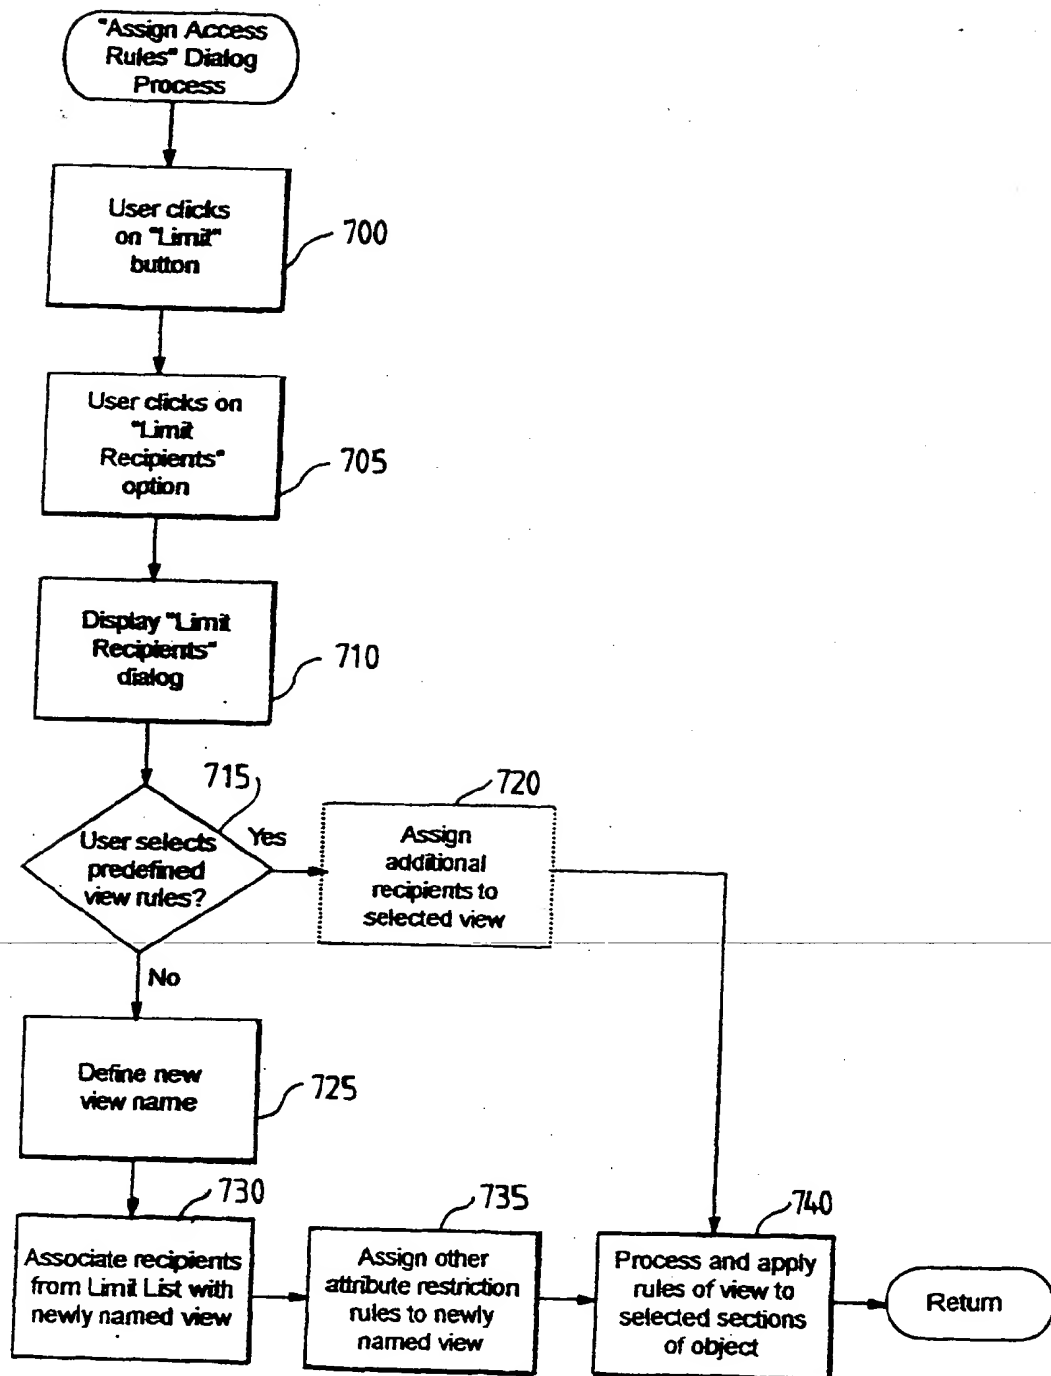 "Assign Access
Rules" Dialog
Process
User clicks
on "Limit"
button
700
User clicks on
"Limit
Recipients"
option
705
Display "Limit
Recipients"
dialog
710
715
User selects
predefined
view rules?
Yes
720
Assign
additional
recipients to
selected view
No
Define new
view name
725
730
Associate recipients
from Limit List with
newly named view
735
Assign other
attribute restriction
rules to newly
named view
740
Process and apply
rules of view to
selected sections
of object
Return